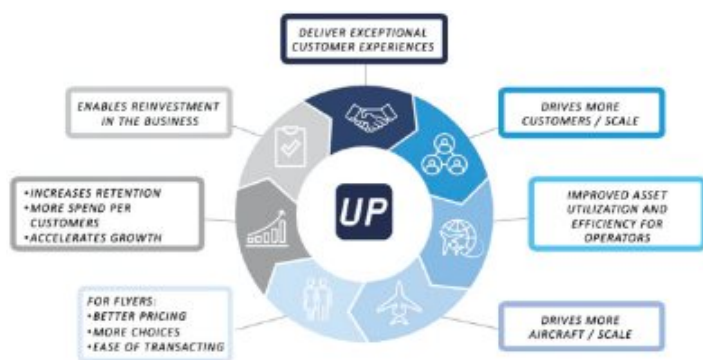 DELIVER EXCEPTIONAL
CUSTOMER EXPERIENCES
ENABLES REINVESTMENT
IN THE BUSINESS
DRIVES MORE
CUSTOMERS / SCALE
•INCREASES RETENTION
•MORE SPEND PER
CUSTOMERS
•ACCELERATES GROWTH
UP
IMPROVED ASSET
UTILIZATION AND
EFFICIENCY FOR
OPERATORS
FOR FLYERS:
•BETTER PRICING
•MORE CHOICES
•EASE OF TRANSACTING
DRIVES MORE
AIRCRAFT / SCALE